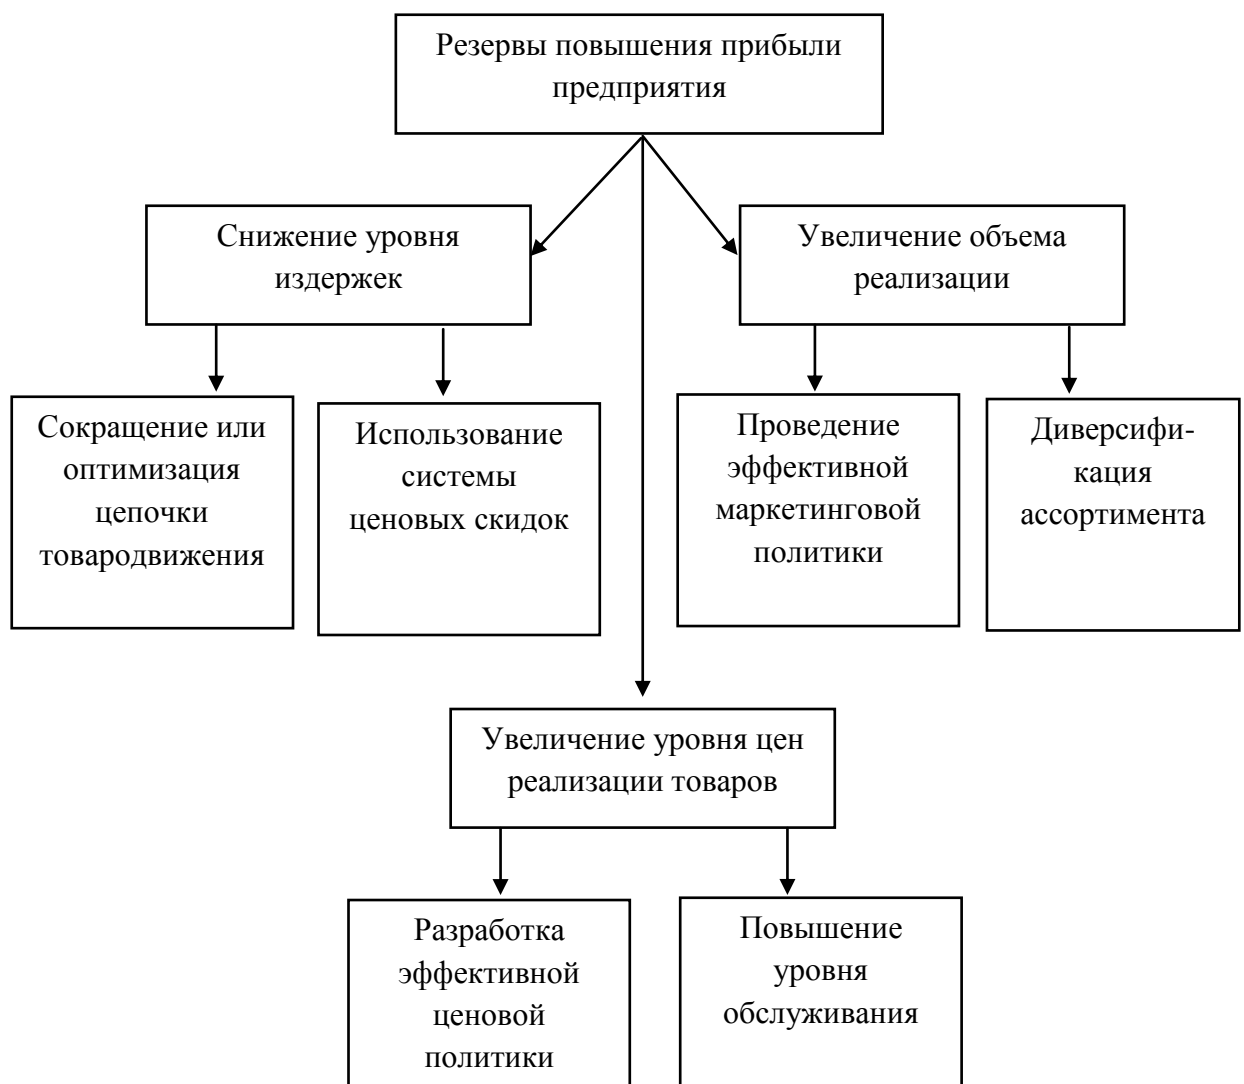 Резервы повышения прибыли
предприятия
Снижение уровня
издержек
Увеличение объема
реализации
Сокращение или
оптимизация
цепочки
товародвижения
Использование
системы
ценовых скидок
Проведение
эффективной
маркетинговой
политики
Диверсифи-
кация
ассортимента
Увеличение уровня цен
реализации товаров
Разработка
эффективной
ценовой
политики
Повышение
уровня
обслуживания